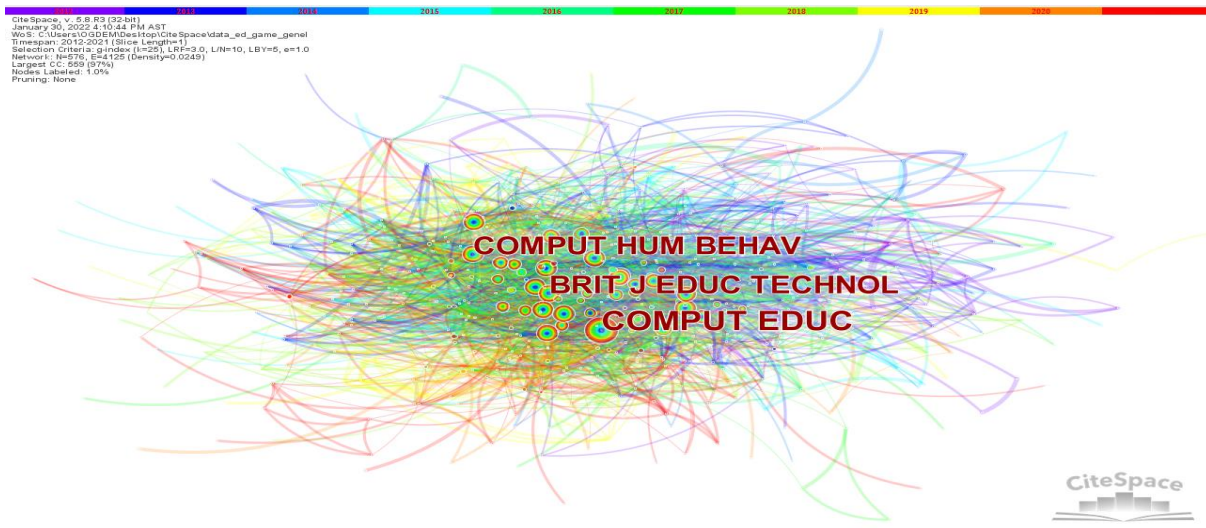 2013 2014 2015 2016 2017 2018 2019 2020
CiteSpace, v. 5.8.R3 (32-bit)
January 30, 2022 4:10:44 PM AST
WoS: C:\Users\OGDEM\Desktop\CiteSpace\data_ed_game_genel
Timespan: 2012-2021 (Slice Length=1)
Selection Criteria: g-index (k=25), LRF=3.0, L/N=10, LBY=5, e=1.0
Network: N=576, E=4125 (Density=0.0249)
Largest CC: 559 (97%)
Nodes Labeled: 1.0%
Pruning: None
COMPUT HUM BEHAV
BRIT J EDUC TECHNOL
COMPUT EDUC
CiteSpace